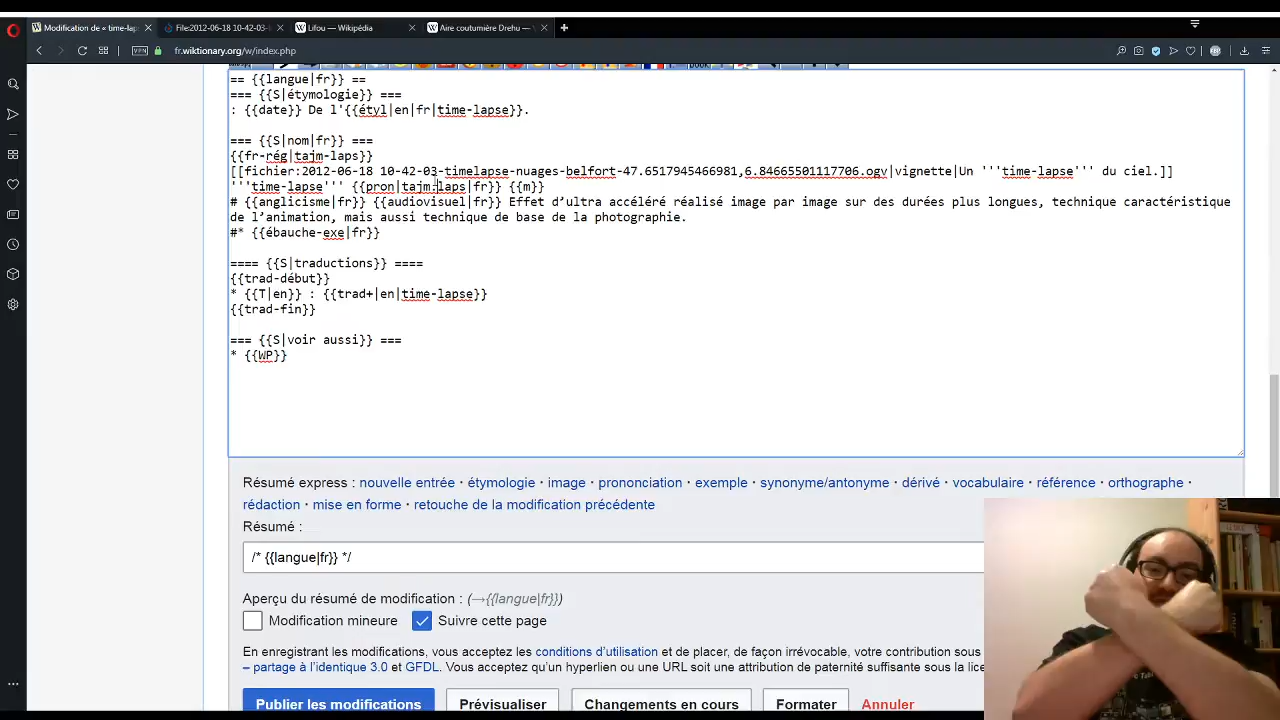 Modification de « time-lap
File:2012-06-18 10-42-03-t
Lifou — Wikipédia
Aire coutumière Drehu —
VPN
fr.wiktionary.org/w/index.php
== {{langue|fr}} ==
=== {{S|étymologie}} ===
: {{date}} De l'{{étyl|en|fr|time-lapse}}.
=== {{S|nom|fr}} ===
{{fr-rég|tajm-laps}}
[[fichier:2012-06-18 10-42-03-timelapse-nuages-belfort-47.6517945466981,6.84665501117706.ogv|vignette|Un '''time-lapse''' du ciel.]]
'''time-lapse''' {{pron|tajm.laps|fr}} {{m}}
# {{anglicisme|fr}} {{audiovisuel|fr}} Effet d’ultra accéléré réalisé image par image sur des durées plus longues, technique caractéristique
de l’animation, mais aussi technique de base de la photographie.
#* {{ébauche-exe|fr}}
==== {{S|traductions}} ====
{{trad-début}}
* {{T|en}} : {{trad+|en|time-lapse}}
{{trad-fin}}
=== {{S|voir aussi}} ===
* {{WP}}
Résumé express : nouvelle entrée · étymologie · image · prononciation · exemple · synonyme/antonyme · dérivé · vocabulaire · référence · orthographe ·
rédaction · mise en forme · retouche de la modification précédente
Résumé :
/* {{langue|fr}} */
Aperçu du résumé de modification : (→{{langue|fr}})
Modification mineure
Suivre cette page
En enregistrant les modifications, vous acceptez les conditions d’utilisation et de placer, de façon irrévocable, votre contribution sous
– partage à l’identique 3.0 et GFDL. Vous acceptez qu’un hyperlien ou une URL soit une attribution de paternité suffisante sous la lice
Publier les modifications
Prévisualiser
Changements en cours
Formater
Annuler